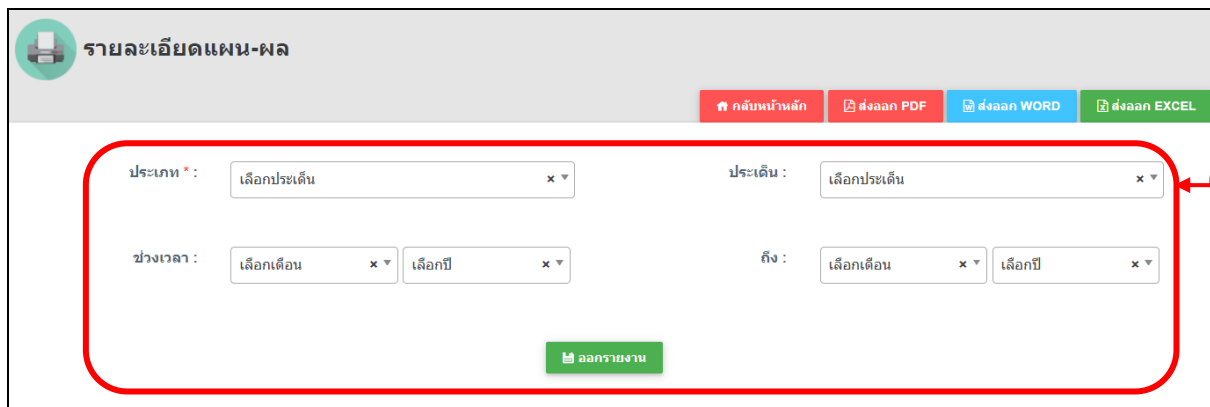 รายละเอียดแผน-ผล
กลับหน้าหลัก ส่งออก PDF ส่งออก WORD ส่งออก EXCEL
ประเภท * : เลือกประเด็น × ประเด็น : เลือกประเด็น ×
ช่วงเวลา : เลือกเดือน × เลือกปี × ถึง : เลือกเดือน × เลือกปี ×
ออกรายงาน